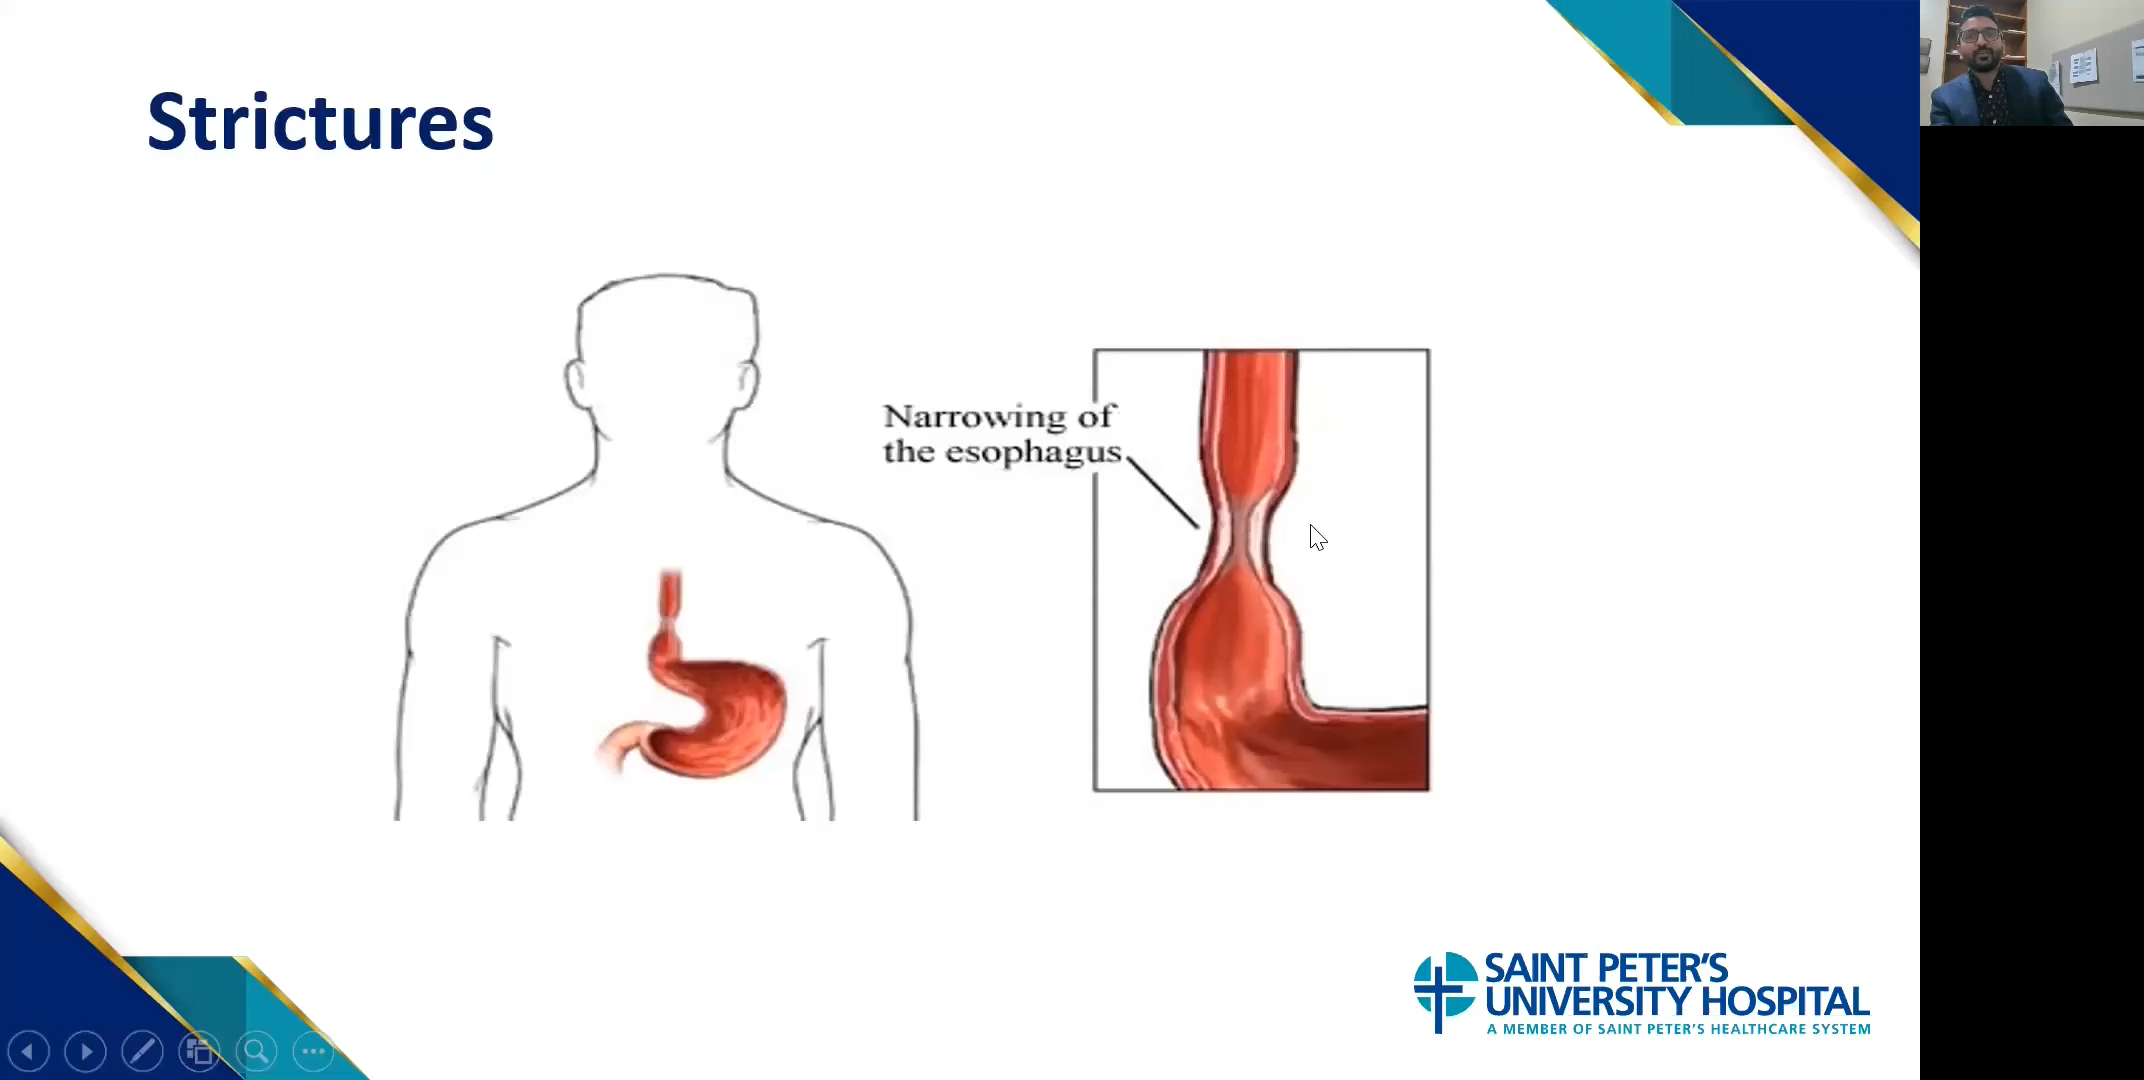 Strictures
Narrowing of
the esophagus
SAINT PETER'S
UNIVERSITY HOSPITAL
A MEMBER OF SAINT PETER'S HEALTHCARE SYSTEM